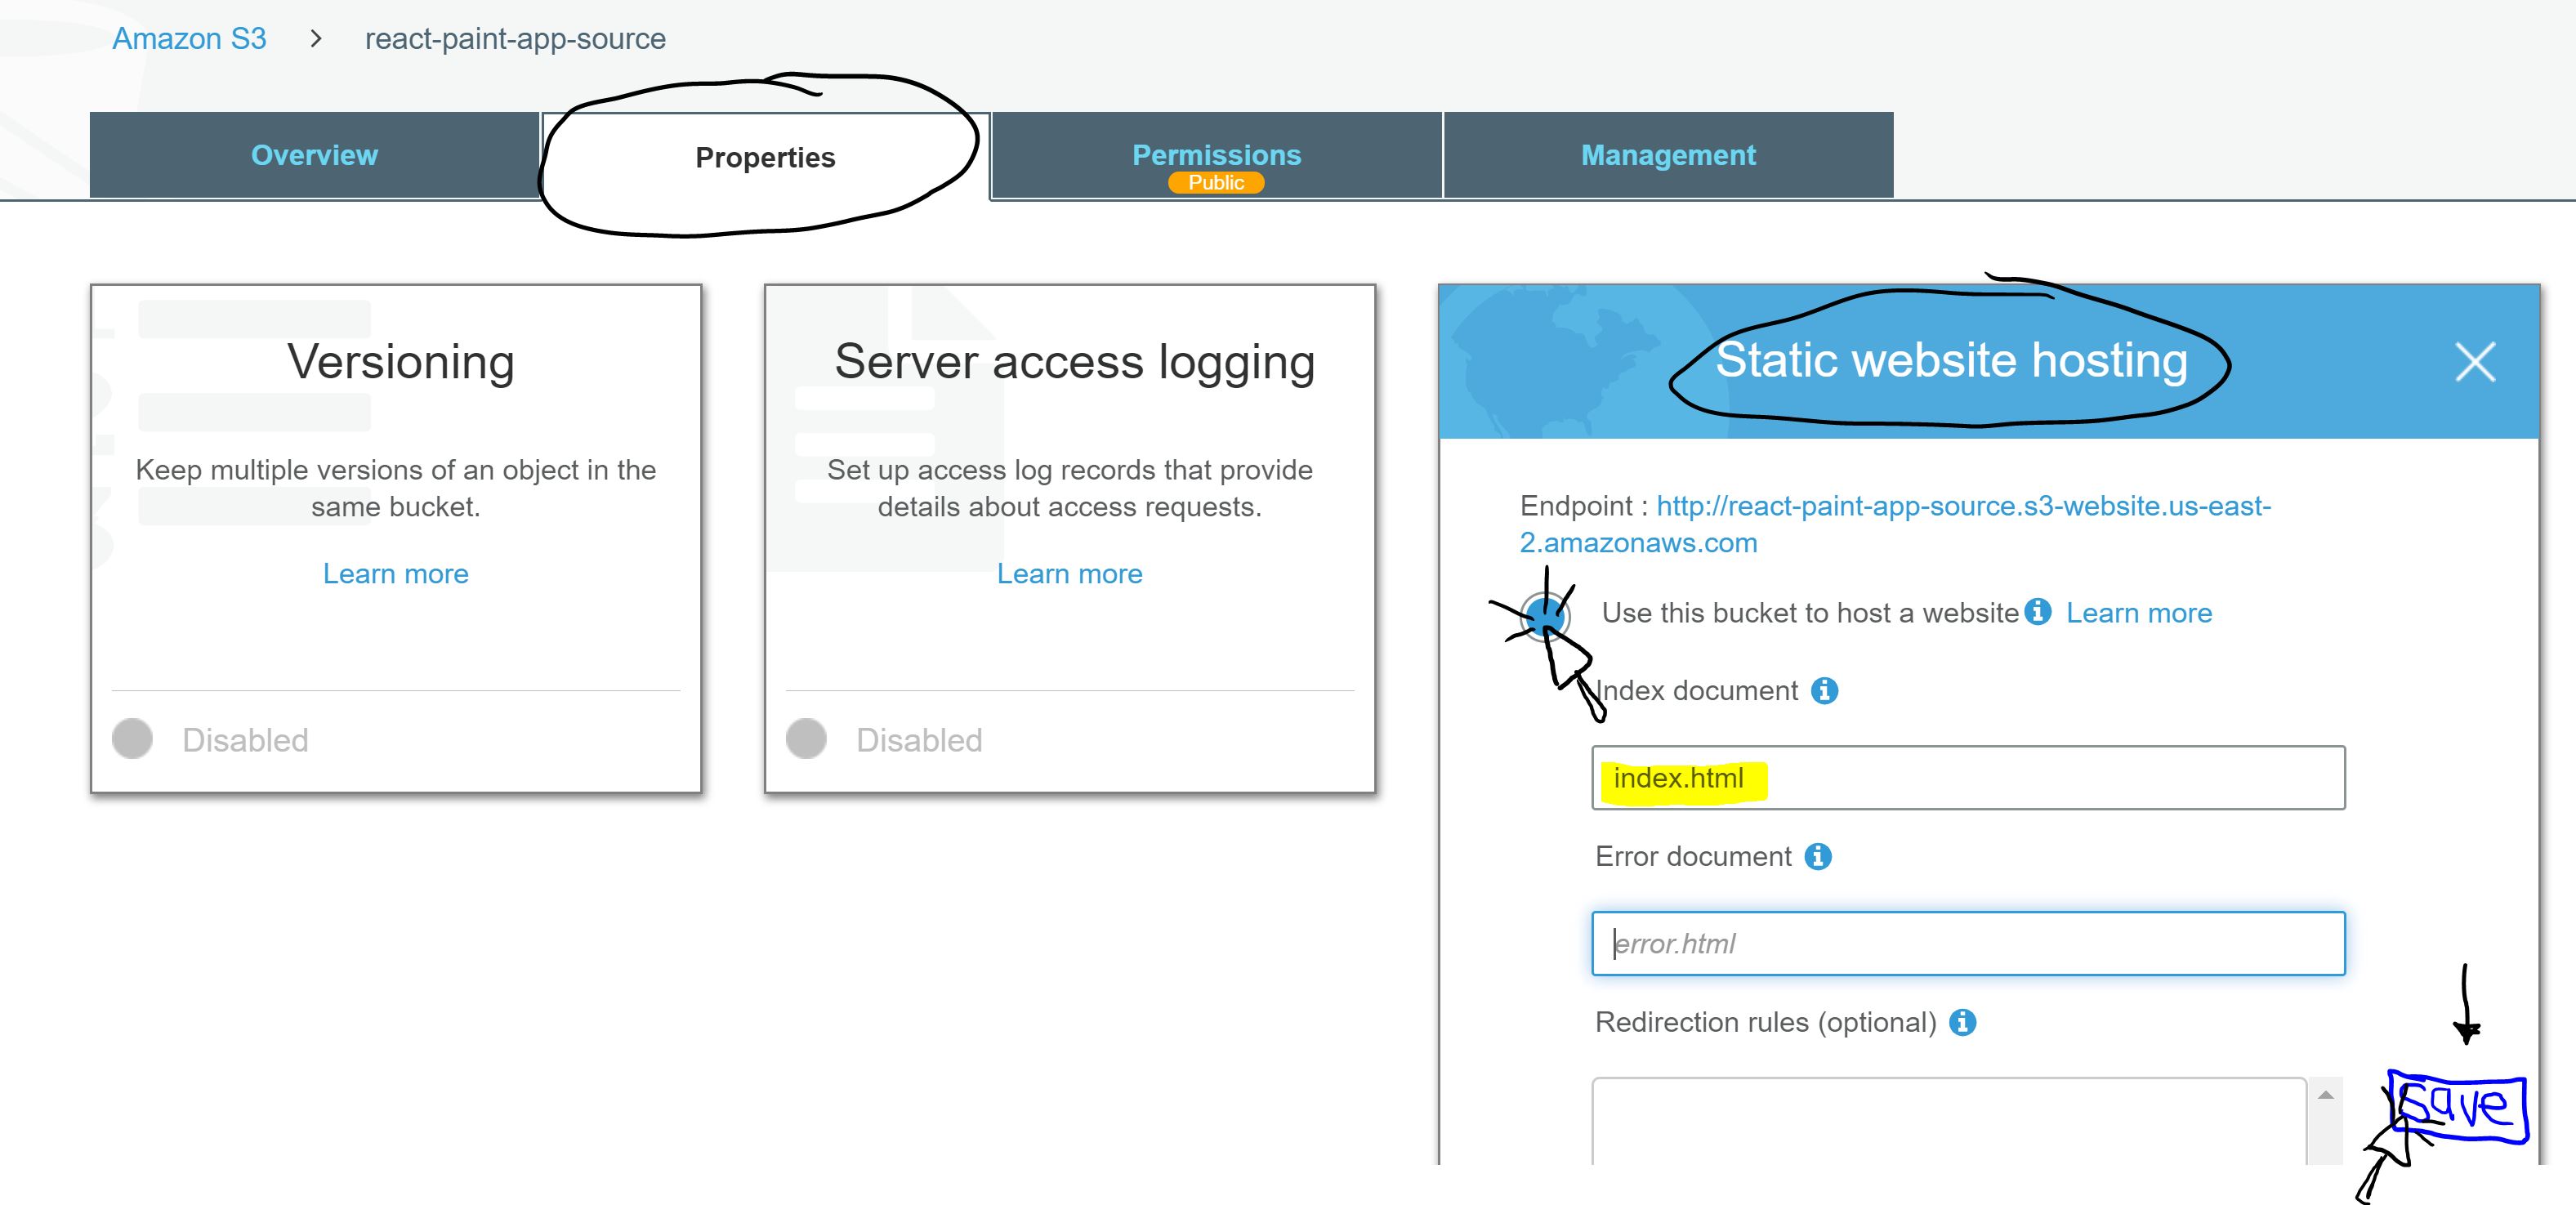 Amazon S3 > react-paint-app-source
Overview
Properties
Permissions
Public
Management
Versioning
Keep multiple versions of an object in the
same bucket.
Learn more
Disabled
Server access logging
Set up access log records that provide
details about access requests.
Learn more
Disabled
Static website hosting
Endpoint : http://react-paint-app-source.s3-website.us-east-
2.amazonaws.com
Use this bucket to host a website Learn more
Index document
index.html
Error document
error.html
Redirection rules (optional)
Save